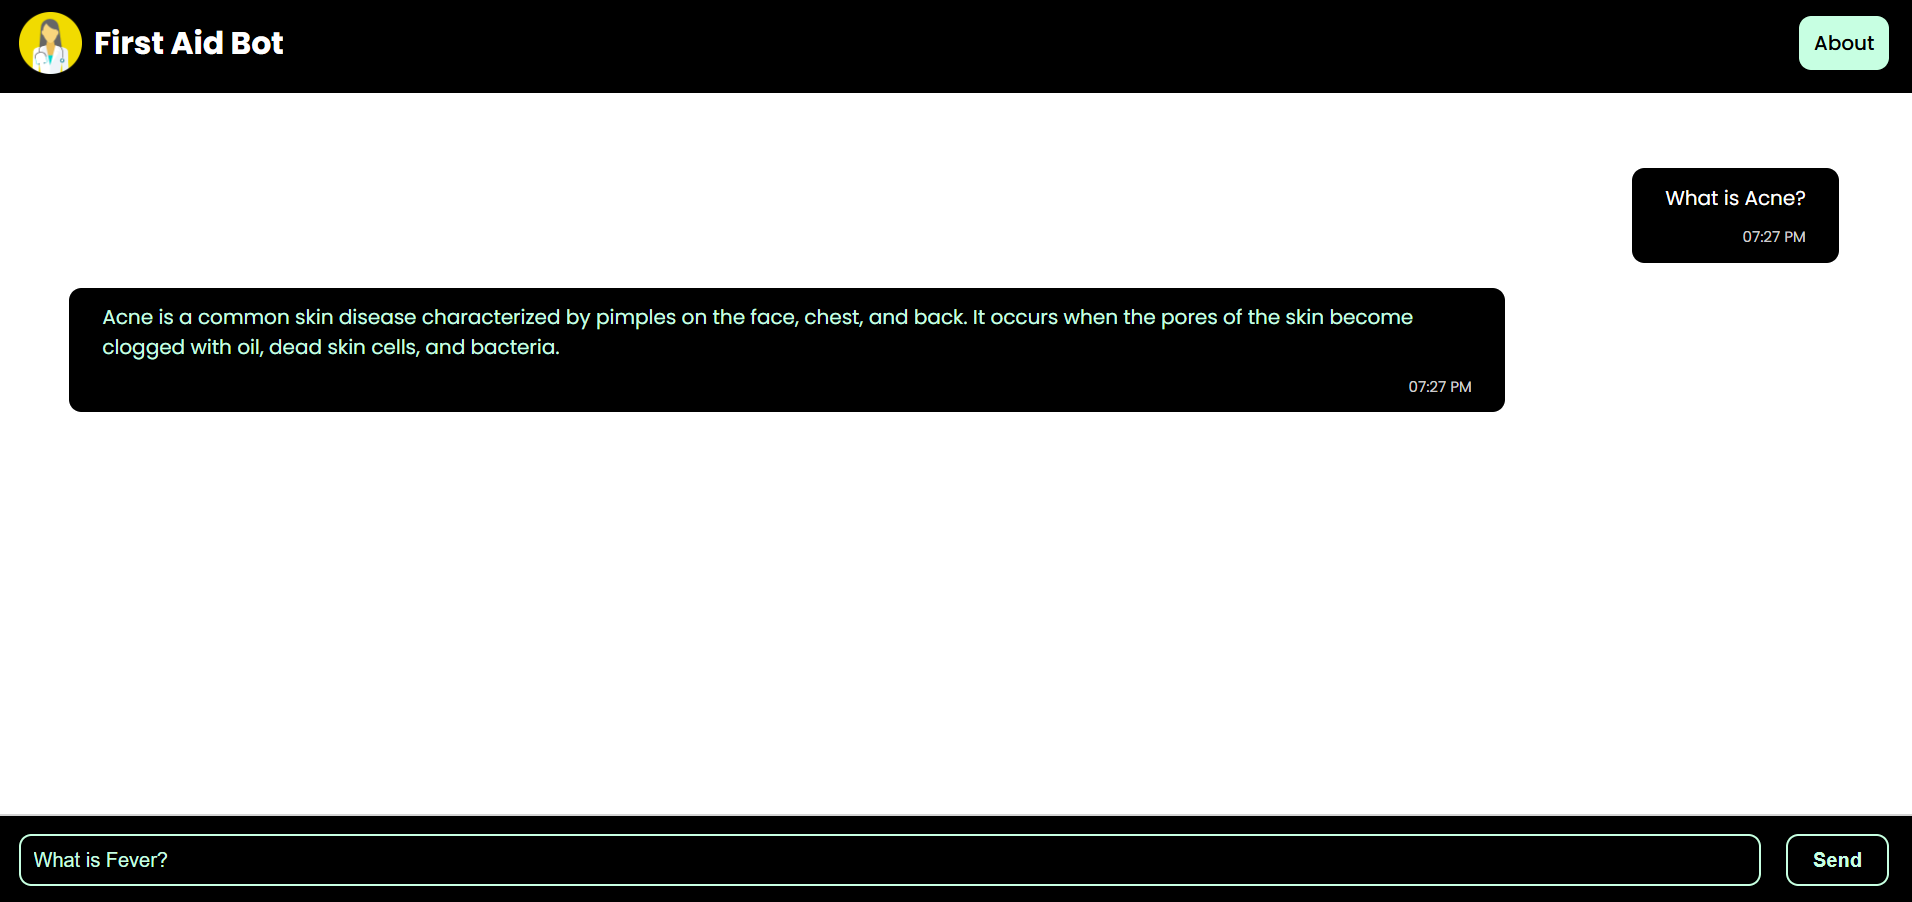 First Aid Bot
About
What is Acne?
07:27 PM
Acne is a common skin disease characterized by pimples on the face, chest, and back. It occurs when the pores of the skin become
clogged with oil, dead skin cells, and bacteria.
07:27 PM
What is Fever?
Send